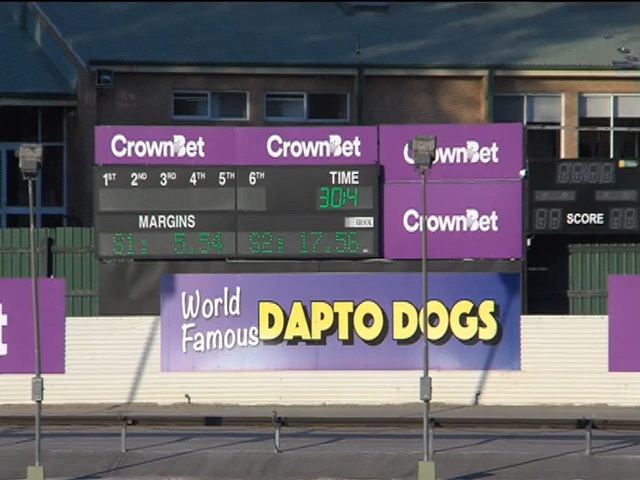 CrownBet CrownBet CrownBet
1ST 2ND 3RD 4TH 5TH 6TH TIME
30:4
MARGINS
S1: 5.54 S2: 17.56
CrownBet
SCORE
World
Famous DAPTO DOGS